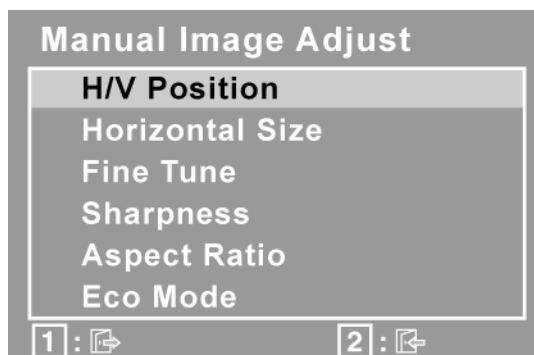 Manual Image Adjust
H/V Position
Horizontal Size
Fine Tune
Sharpness
Aspect Ratio
Eco Mode
1 : 2 :